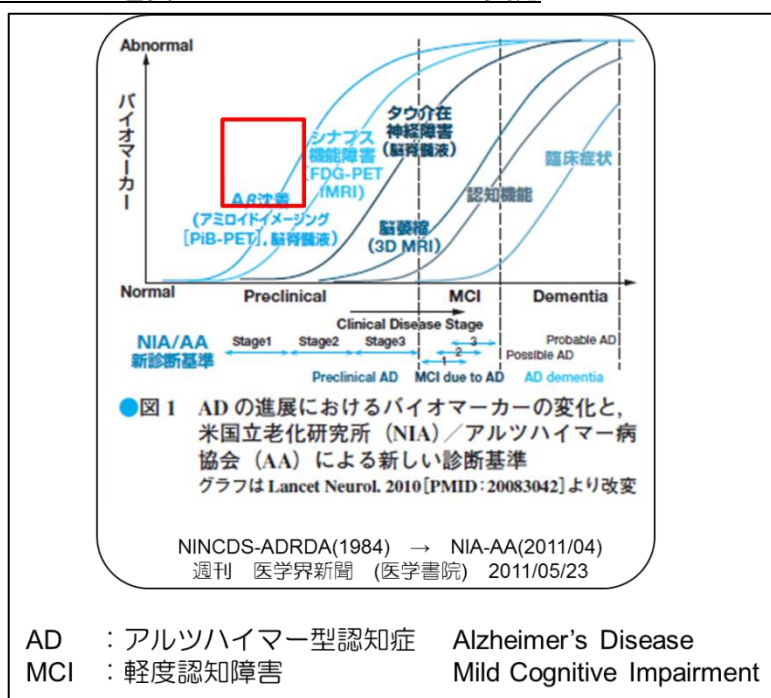 Abnormal
バイオマーカー
シナプス
機能障害
(FDG-PET
fMRI)
タウ介在
神経障害
(脳脊髄液)
臨床症状
Aβ沈着
(アミロイドイメージング
[PiB-PET], 脳脊髄液)
認知機能
脳萎縮
(3D MRI)
Normal
Preclinical MCI Dementia
Clinical Disease Stage
NIA/AA
新診断基準
Stage1 Stage2 Stage3
3
2
1
Probable AD
Possible AD
Preclinical AD MCI due to AD AD dementia
●図1 ADの進展におけるバイオマーカーの変化と,
米国立老化研究所(NIA)/アルツハイマー病
協会(AA)による新しい診断基準
グラフは Lancet Neurol. 2010[PMID:20083042]より改変
NINCDS-ADRDA(1984) → NIA-AA(2011/04)
週刊 医学界新聞 (医学書院) 2011/05/23
AD :アルツハイマー型認知症 Alzheimer's Disease
MCI :軽度認知障害 Mild Cognitive Impairment